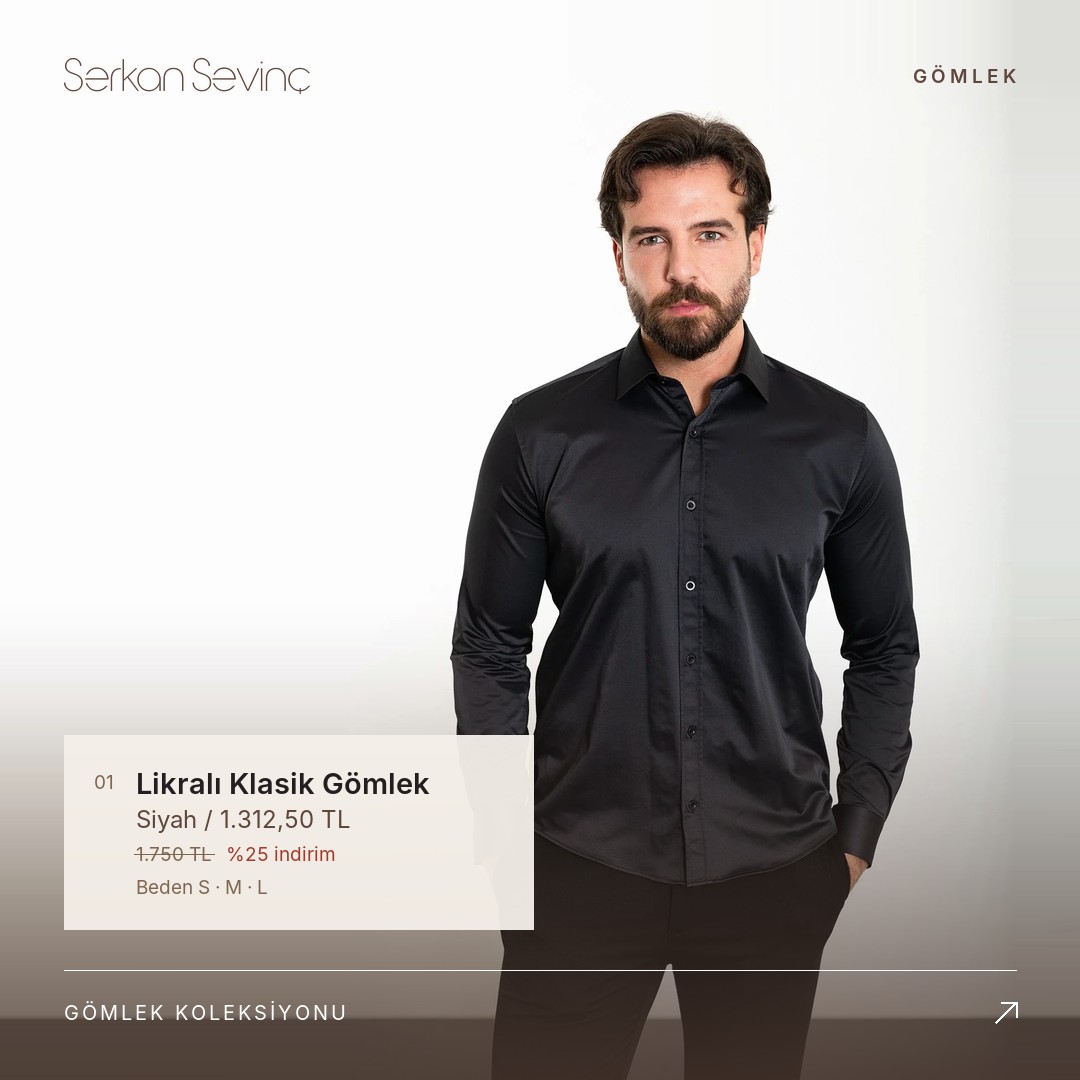 Serkan Sevinç
GÖMLEK
01 Likralı Klasik Gömlek
Siyah / 1.312,50 TL
1.750 TL %25 indirim
Beden S · M · L
GÖMLEK KOLEKSİYONU